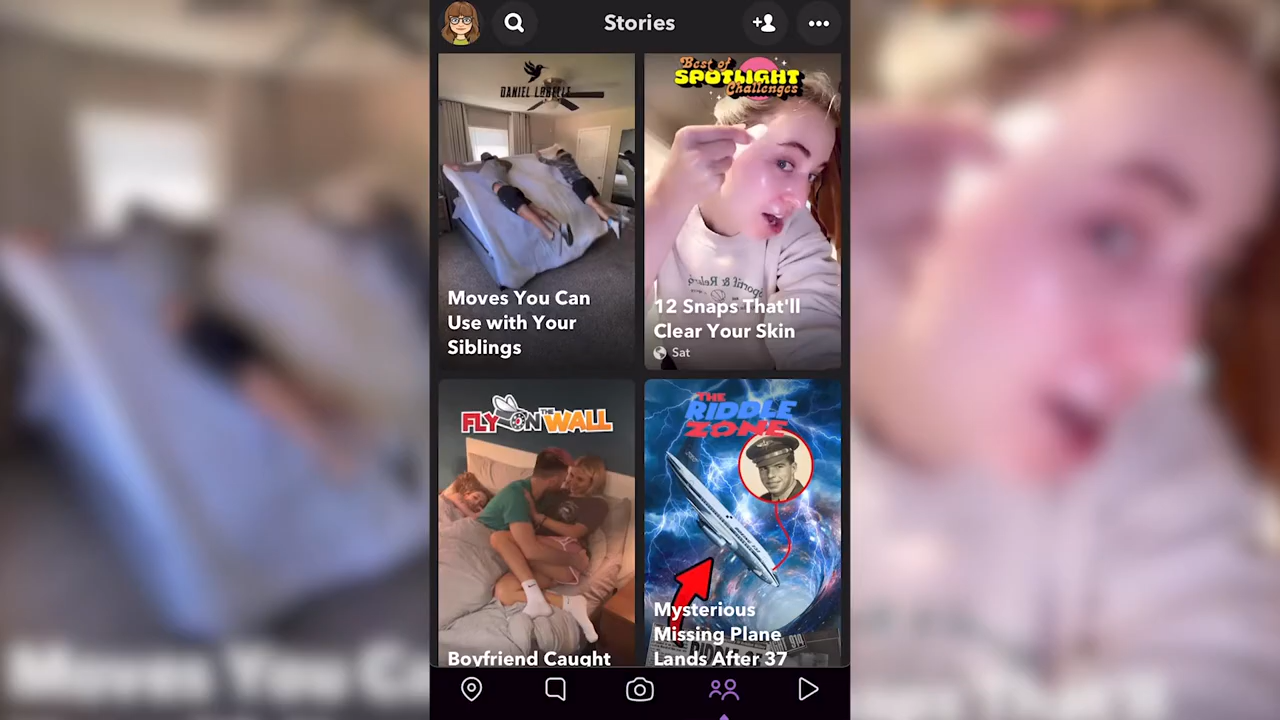 Stories
DANIEL LABELLE
Moves You Can
Use with Your
Siblings
Best of
SPOTLIGHT
Challenges
12 Snaps That'll
Clear Your Skin
Sat
FLY ON THE WALL
Boyfriend Caught
THE
RIDDLE
ZONE
Mysterious
Missing Plane
Lands After 37